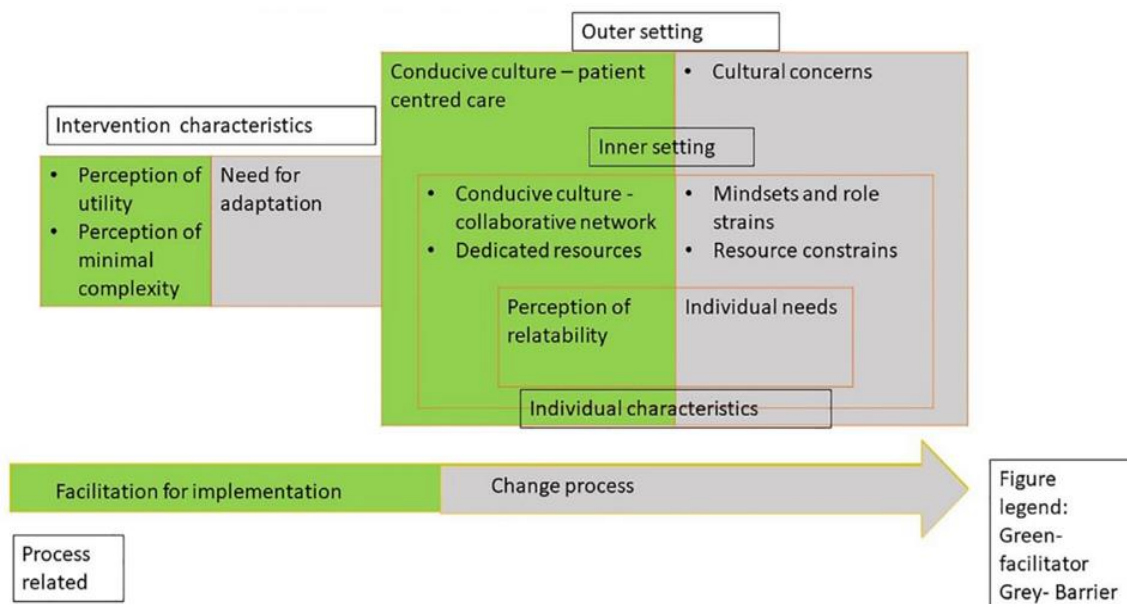 Outer setting
Conducive culture – patient
centred care
• Cultural concerns
Intervention characteristics
• Perception of
utility
• Perception of
minimal
complexity
Need for
adaptation
Inner setting
• Conducive culture -
collaborative network
• Dedicated resources
• Mindsets and role
strains
• Resource constrains
Perception of
relatability
Individual needs
Individual characteristics
Facilitation for implementation
Change process
Process
related
Figure
legend:
Green-
facilitator
Grey- Barrier